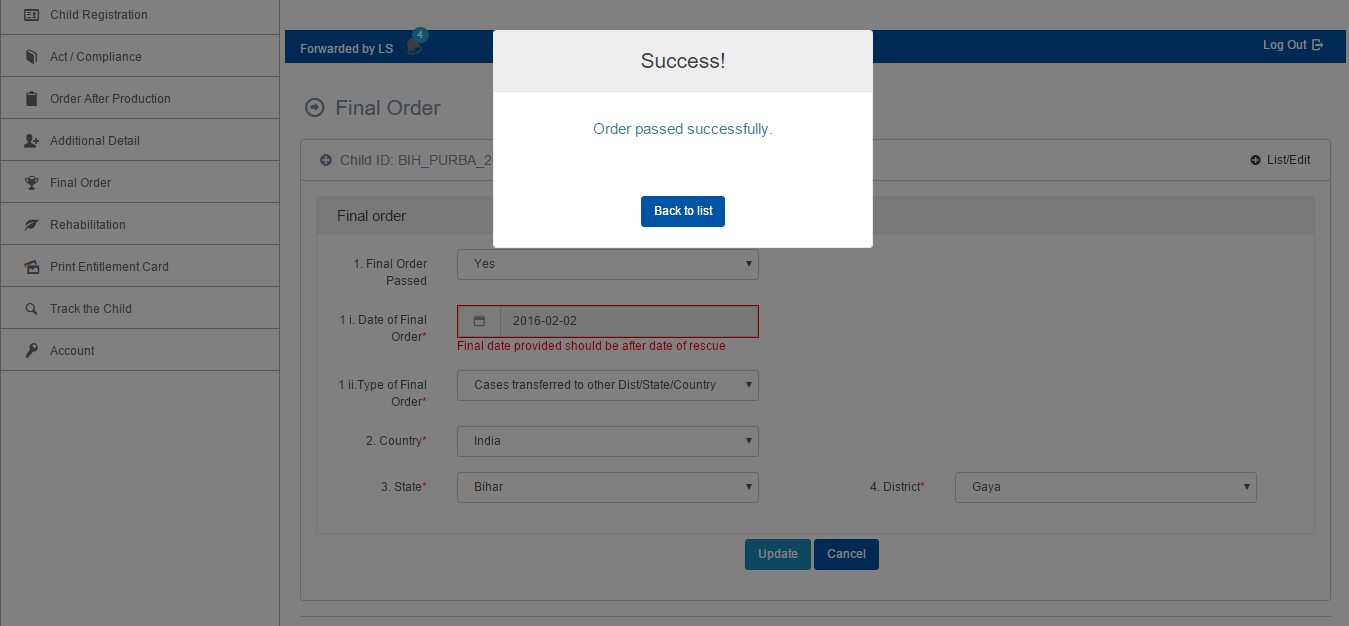 Child Registration
Act / Compliance
Order After Production
Additional Detail
Final Order
Rehabilitation
Print Entitlement Card
Track the Child
Account
Forwarded by LS 4
Log Out
Success!
Order passed successfully.
Back to list
Final Order
Child ID: BIH_PURBA_20
List/Edit
Final order
1. Final Order
Passed
Yes
1 i. Date of Final
Order*
2016-02-02
Final date provided should be after date of rescue
1 ii.Type of Final
Order*
Cases transferred to other Dist/State/Country
2. Country*
India
3. State*
Bihar
4. District*
Gaya
Update
Cancel